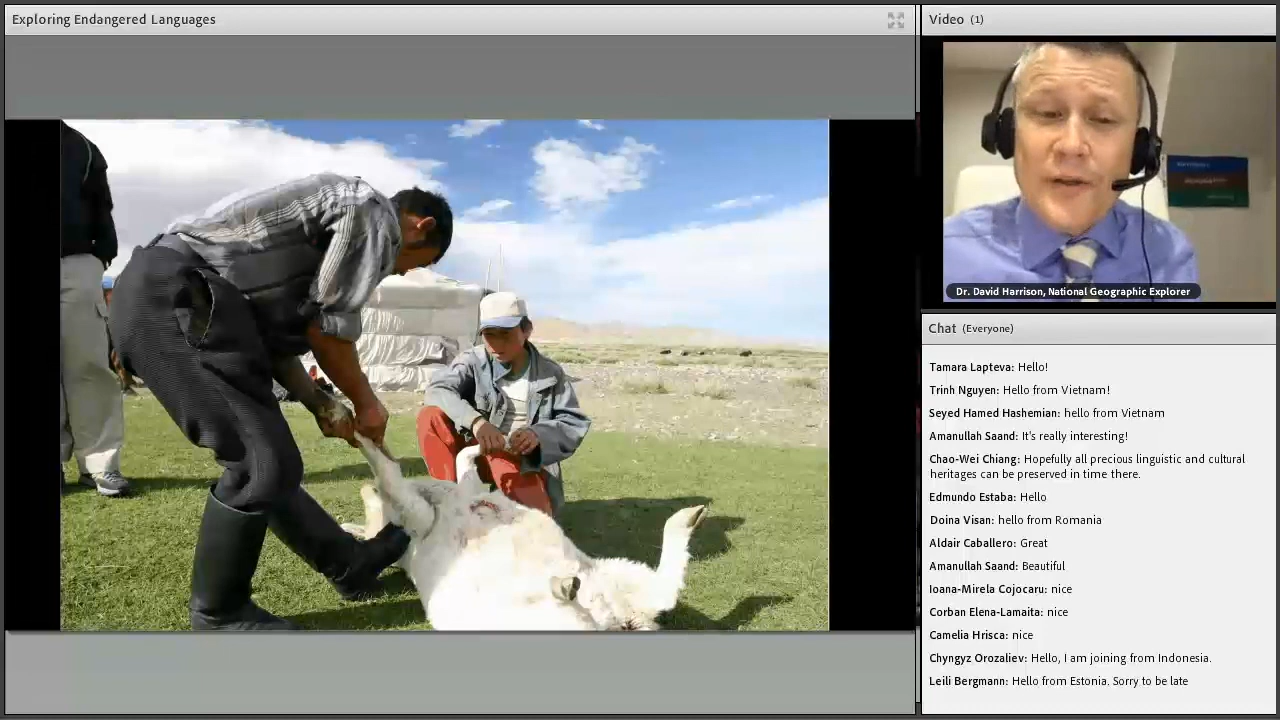 Exploring Endangered Languages
Video (1)
Dr. David Harrison, National Geographic Explorer
Chat (Everyone)
Tamara Lapteva: Hello!
Trinh Nguyen: Hello from Vietnam!
Seyed Hamed Hashemian: hello from Vietnam
Amanullah Saand: It's really interesting!
Chao-Wei Chiang: Hopefully all precious linguistic and cultural
heritages can be preserved in time there.
Edmundo Estaba: Hello
Doina Visan: hello from Romania
Aldair Caballero: Great
Amanullah Saand: Beautiful
Ioana-Mirela Cojocaru: nice
Corban Elena-Lamaita: nice
Camelia Hrisca: nice
Chyngyz Orozaliev: Hello, I am joining from Indonesia.
Leili Bergmann: Hello from Estonia. Sorry to be late